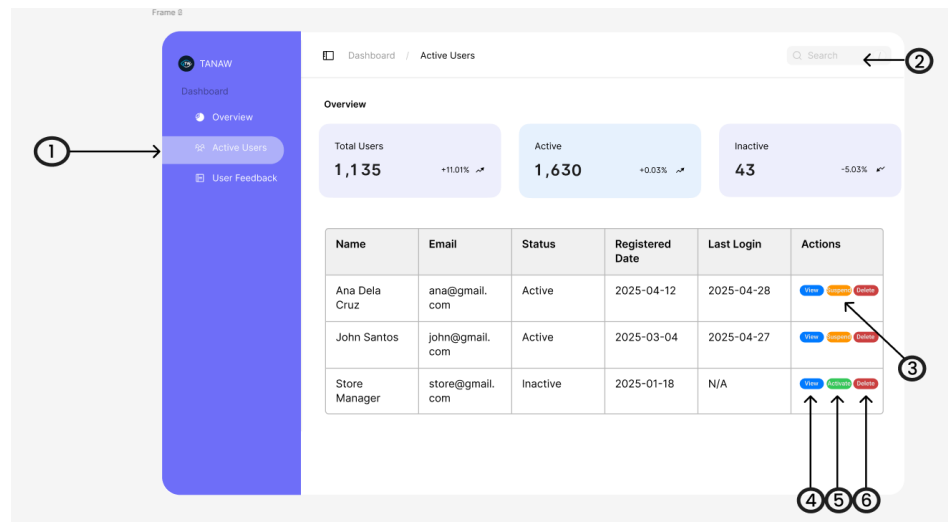 Frame 8
TANAW
Dashboard / Active Users
Search /
2
Dashboard
Overview
Active Users
User Feedback
1
Overview
Total Users
1,135
+11.01%
Active
1,630
+0.03%
Inactive
43
-5.03%
Name Email Status Registered Date Last Login Actions
Ana Dela Cruz ana@gmail.com Active 2025-04-12 2025-04-28 View Suspend Delete
John Santos john@gmail.com Active 2025-03-04 2025-04-27 View Suspend Delete
3
Store Manager store@gmail.com Inactive 2025-01-18 N/A View Activate Delete
4 5 6